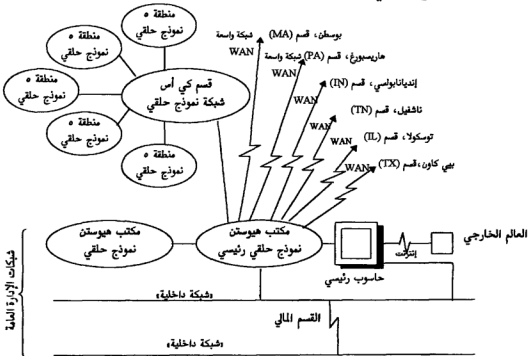 منطقة ٥
نموذج حلقي
منطقة ٥
نموذج حلقي
منطقة ٥
نموذج حلقي
منطقة ٥
نموذج حلقي
منطقة ٥
نموذج حلقي
قسم كي أس
شبكة نموذج حلقي
بوسطن، قسم (MA) شبكة واسعة
WAN
هاريسبورغ، قسم (PA) شبكة واسعة
WAN
إنديانابولسي، قسم (IN)
WAN
ناشفيل، قسم (TN)
WAN
توسكولا، قسم (IL)
WAN
بهي كاون، قسم (TX)
WAN
مكتب هيوستن
نموذج حلقي رئيسي
مكتب هيوستن
نموذج حلقي
العالم الخارجي
إنترانت
حاسوب رئيسي
شبكات الإدارة العامة
«شبكة داخلية»
القسم المالي
«شبكة داخلية»